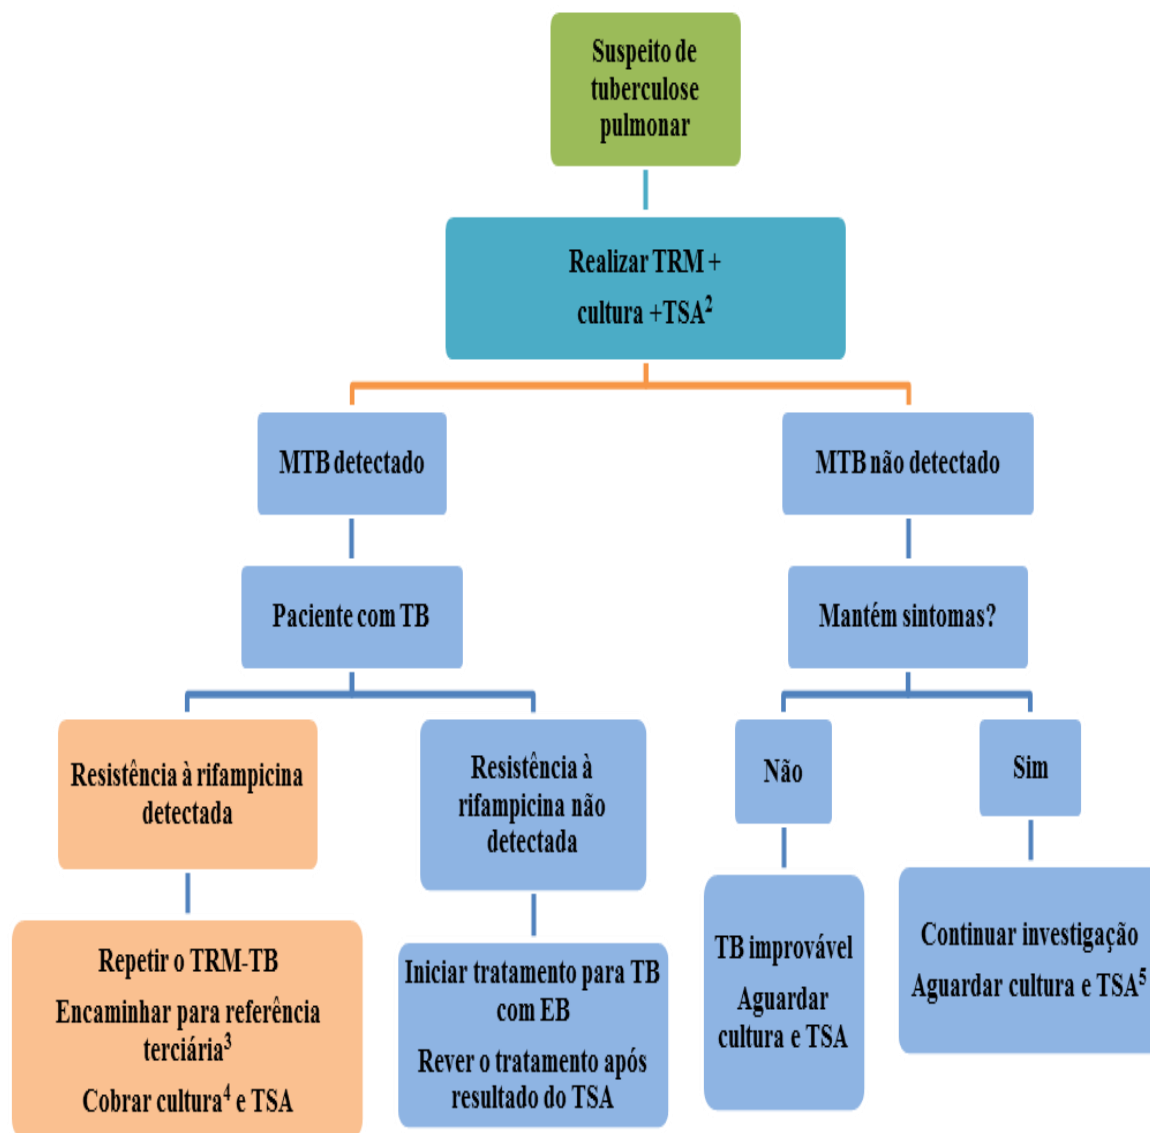 Suspeito de
tuberculose
pulmonar
Realizar TRM +
cultura +TSA²
MTB detectado
MTB não detectado
Paciente com TB
Mantém sintomas?
Resistência à rifampicina
detectada
Resistência à
rifampicina não
detectada
Não
Sim
Repetir o TRM-TB
Encaminhar para referência
terciária³
Cobrar cultura⁴ e TSA
Iniciar tratamento para TB
com EB
Rever o tratamento após
resultado do TSA
TB improvável
Aguardar
cultura e TSA
Continuar investigação
Aguardar cultura e TSA⁵